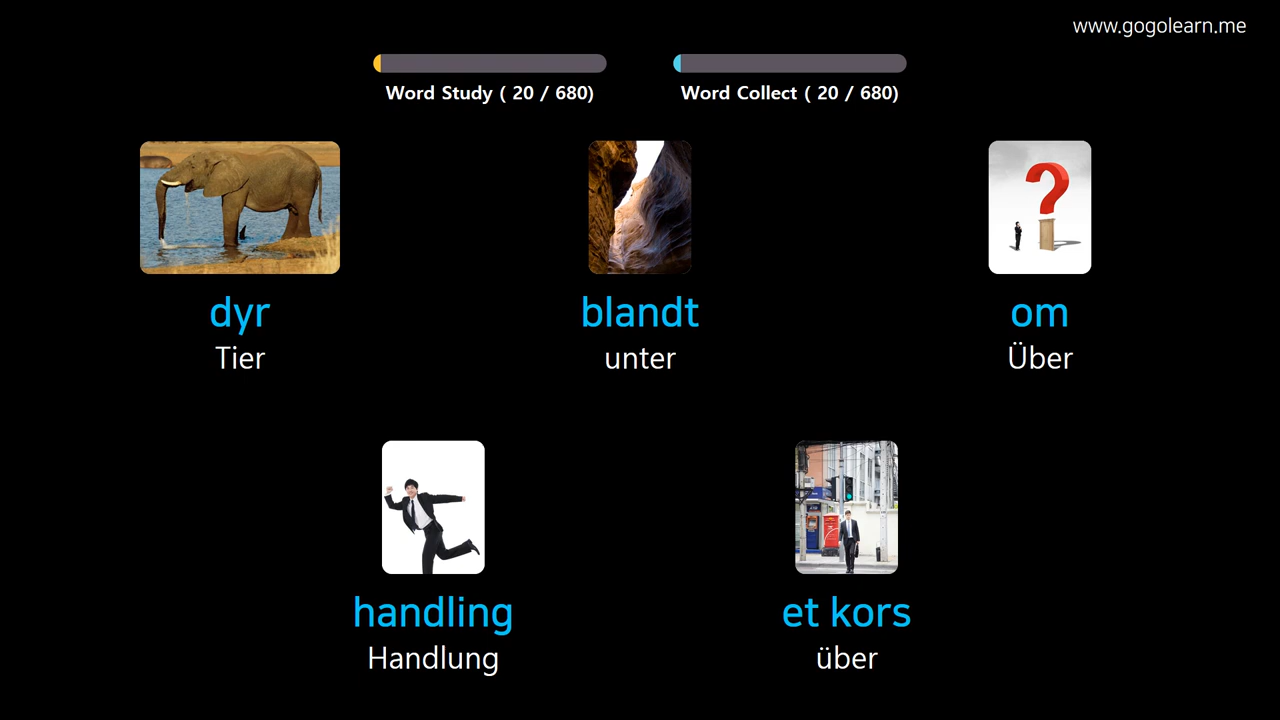 www.gogolearn.me
Word Study ( 20 / 680)
Word Collect ( 20 / 680)
dyr
Tier
blandt
unter
om
Über
handling
Handlung
et kors
über